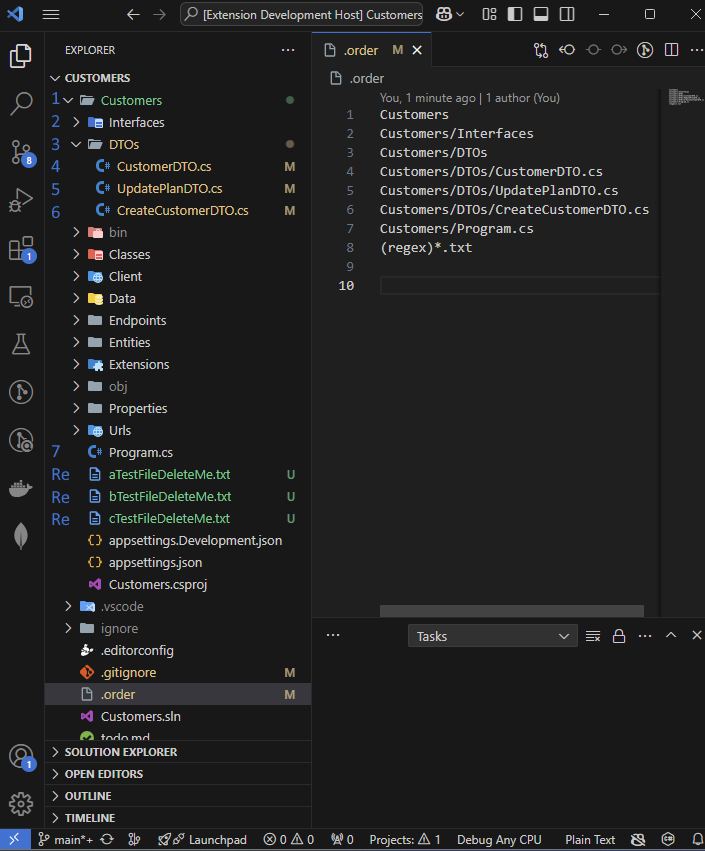 [Extension Development Host] Customers
EXPLORER
CUSTOMERS
1 Customers
2 Interfaces
3 DTOs
4 C# CustomerDTO.cs M
5 C# UpdatePlanDTO.cs M
6 C# CreateCustomerDTO.cs M
bin
Classes
Client
Data
Endpoints
Entities
Extensions
obj
Properties
Urls
7 C# Program.cs
Re aTestFileDeleteMe.txt U
Re bTestFileDeleteMe.txt U
Re cTestFileDeleteMe.txt U
{} appsettings.Development.json
{} appsettings.json
Customers.csproj
.vscode
ignore
.editorconfig
.gitignore M
.order M
Customers.sln
todo.md
SOLUTION EXPLORER
OPEN EDITORS
OUTLINE
TIMELINE
8
1
1
.order M
.order
You, 1 minute ago | 1 author (You)
1 Customers
2 Customers/Interfaces
3 Customers/DTOs
4 Customers/DTOs/CustomerDTO.cs
5 Customers/DTOs/UpdatePlanDTO.cs
6 Customers/DTOs/CreateCustomerDTO.cs
7 Customers/Program.cs
8 (regex)*.txt
9
10
Tasks
main*+ Launchpad 0 0 0 Projects: 1 Debug Any CPU Plain Text